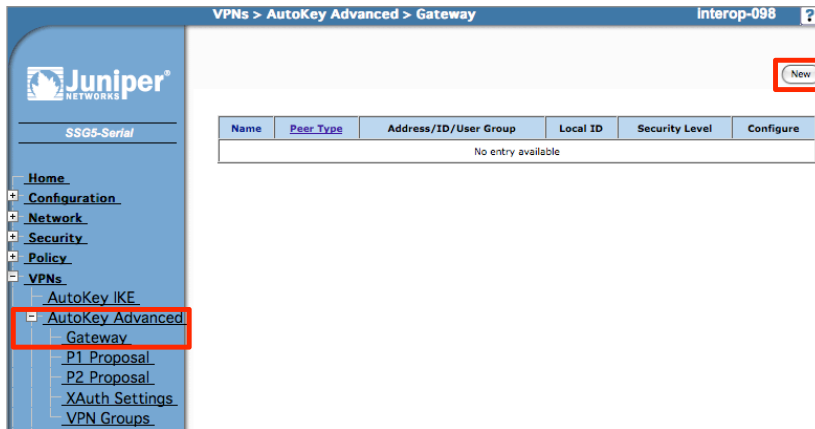 VPNs > AutoKey Advanced > Gateway interop-098 ?
Juniper®
NETWORKS
New
SSG5-Serial
Name Peer Type Address/ID/User Group Local ID Security Level Configure
No entry available
Home
Configuration
Network
Security
Policy
VPNs
AutoKey IKE
AutoKey Advanced
Gateway
P1 Proposal
P2 Proposal
XAuth Settings
VPN Groups